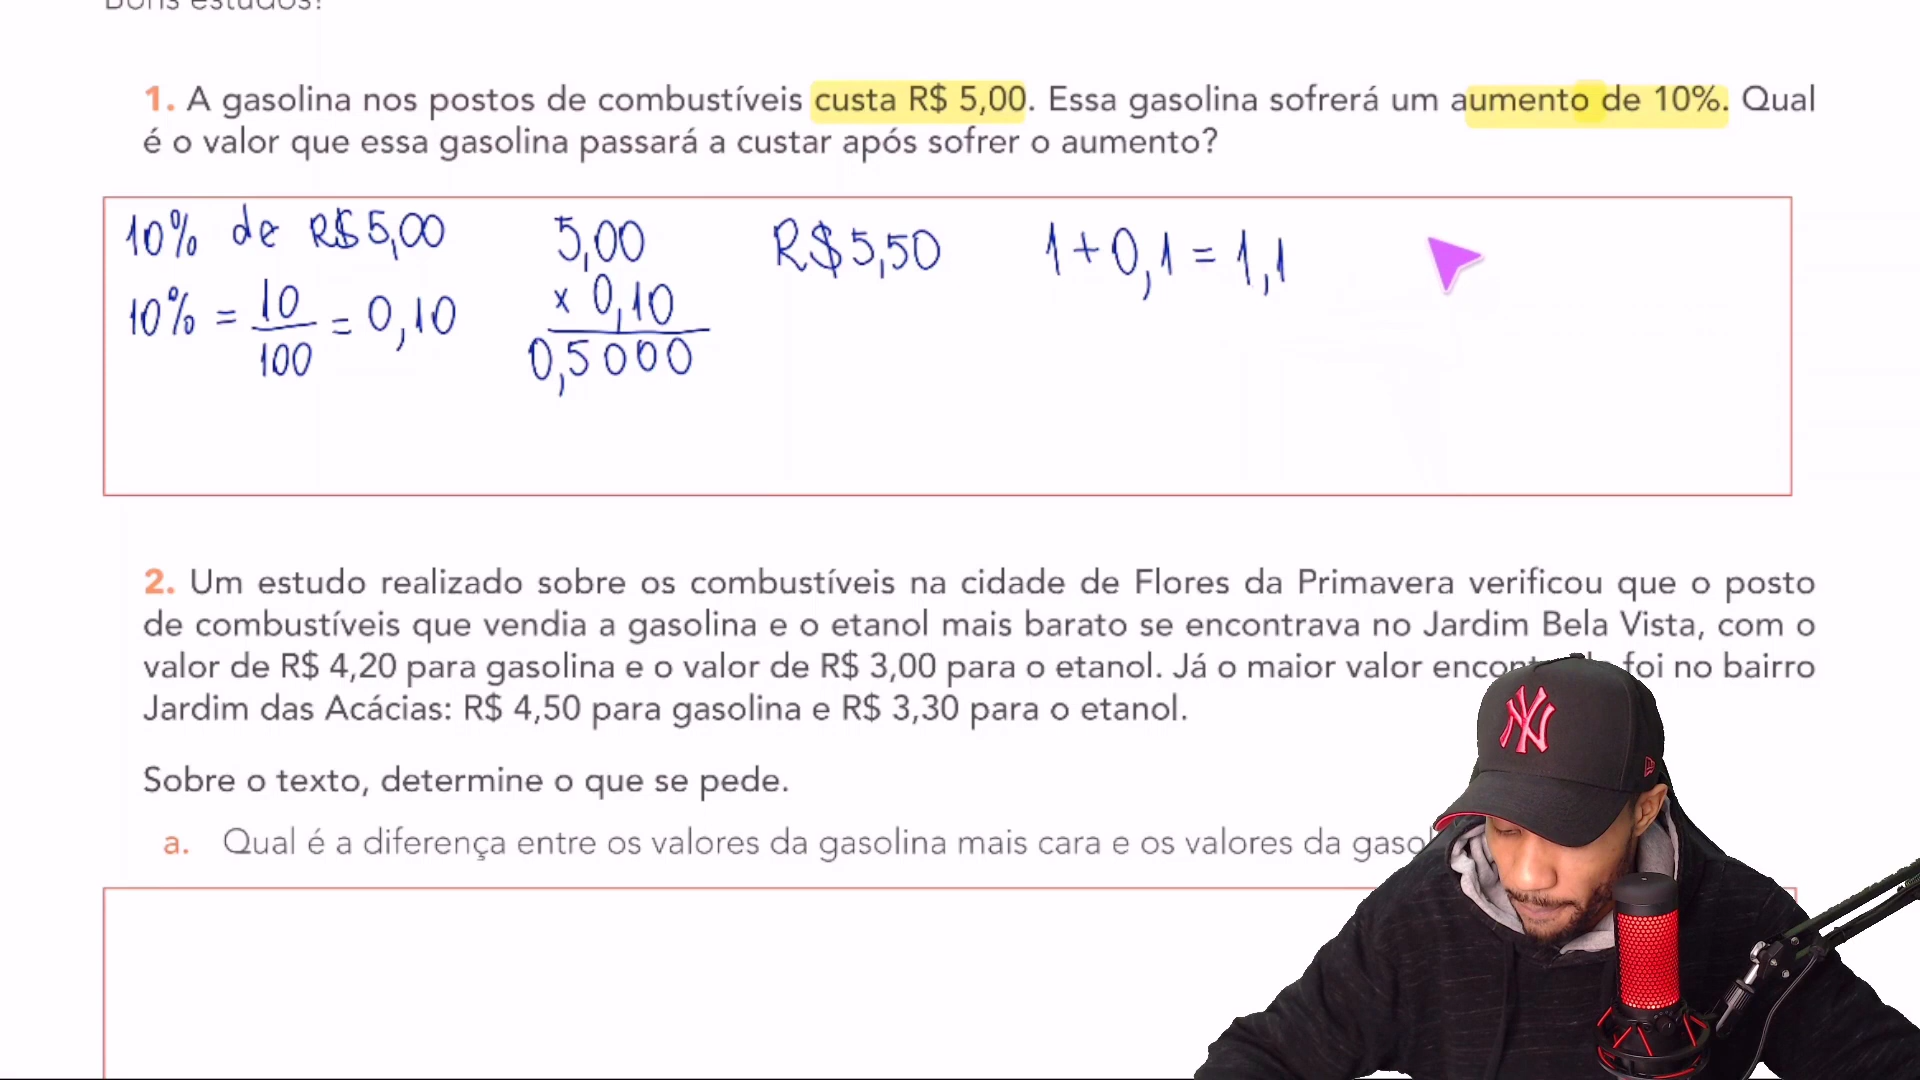 Bons estudos!
1. A gasolina nos postos de combustíveis custa R$ 5,00. Essa gasolina sofrerá um aumento de 10%. Qual
é o valor que essa gasolina passará a custar após sofrer o aumento?
10% de R$5,00
10% = 10/100 = 0,10
5,00
x 0,10
0,5000
R$5,50
1+0,1=1,1
2. Um estudo realizado sobre os combustíveis na cidade de Flores da Primavera verificou que o posto
de combustíveis que vendia a gasolina e o etanol mais barato se encontrava no Jardim Bela Vista, com o
valor de R$ 4,20 para gasolina e o valor de R$ 3,00 para o etanol. Já o maior valor foi no bairro
Jardim das Acácias: R$ 4,50 para gasolina e R$ 3,30 para o etanol.
Sobre o texto, determine o que se pede.
a. Qual é a diferença entre os valores da gasolina mais cara e os valores da
NY